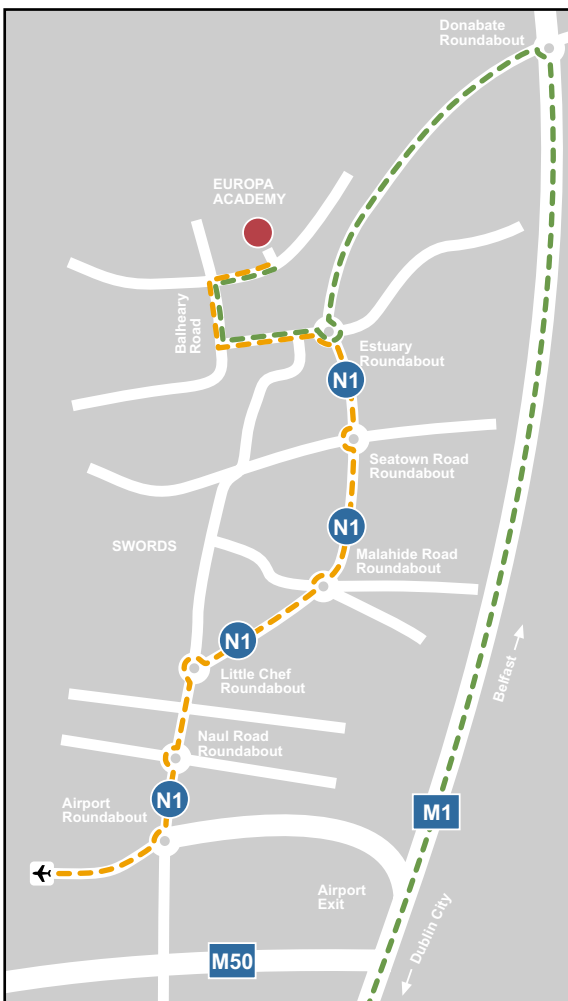 Donabate
Roundabout
EUROPA
ACADEMY
Balheary
Road
Estuary
Roundabout
N1
Seatown Road
Roundabout
N1
SWORDS
Malahide Road
Roundabout
N1
Little Chef
Roundabout
Belfast
Naul Road
Roundabout
N1
Airport
Roundabout
M1
Airport
Exit
Dublin City
M50